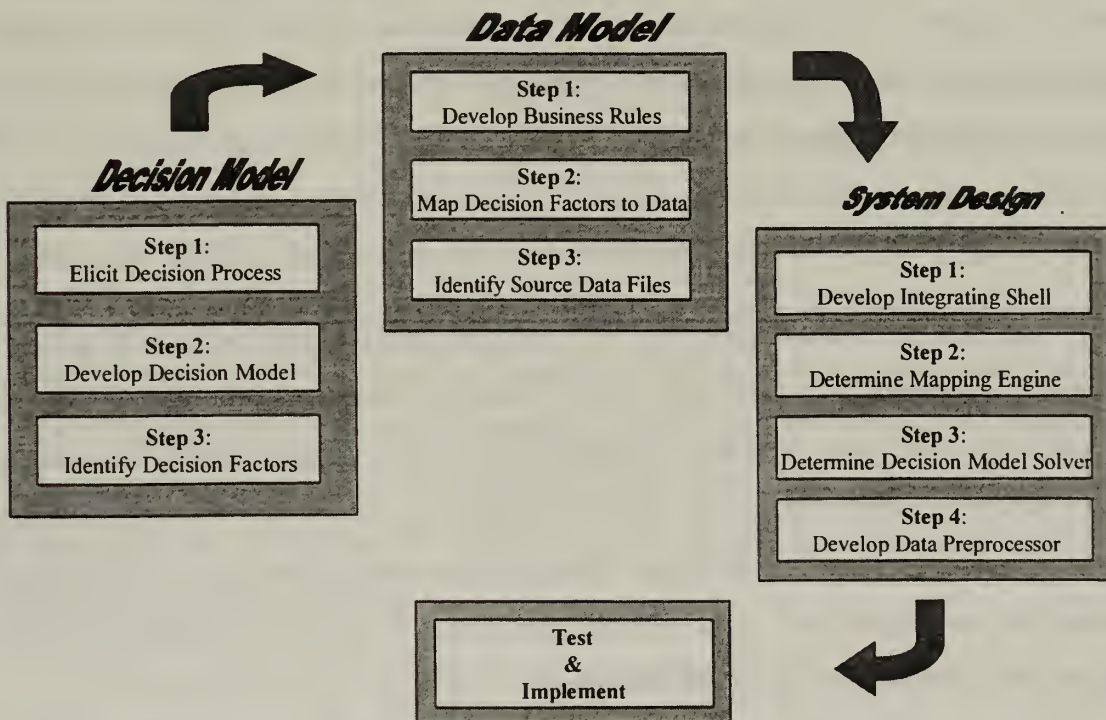 Data Model
Step 1:
Develop Business Rules
Step 2:
Map Decision Factors to Data
Step 3:
Identify Source Data Files
Decision Model
Step 1:
Elicit Decision Process
Step 2:
Develop Decision Model
Step 3:
Identify Decision Factors
System Design
Step 1:
Develop Integrating Shell
Step 2:
Determine Mapping Engine
Step 3:
Determine Decision Model Solver
Step 4:
Develop Data Preprocessor
Test
&
Implement